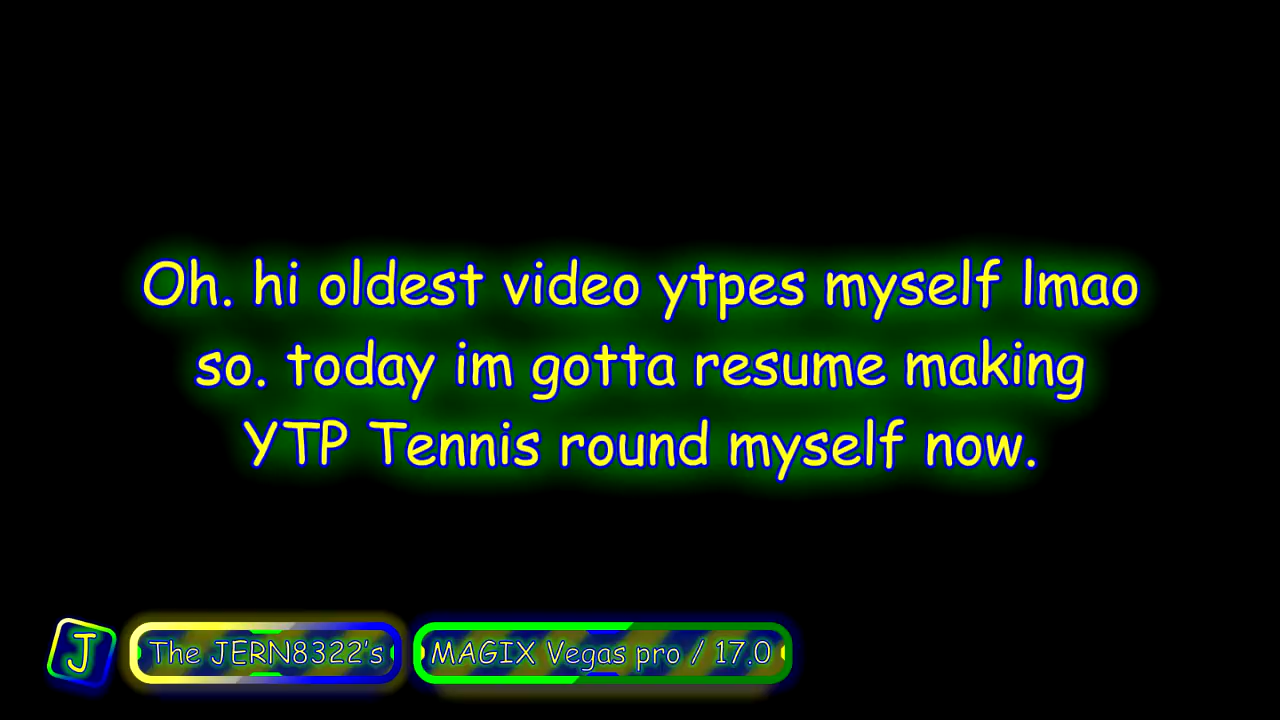 Oh. hi oldest video ytpes myself lmao
so. today im gotta resume making
YTP Tennis round myself now.
J The JERN8322's MAGIX Vegas pro / 17.0